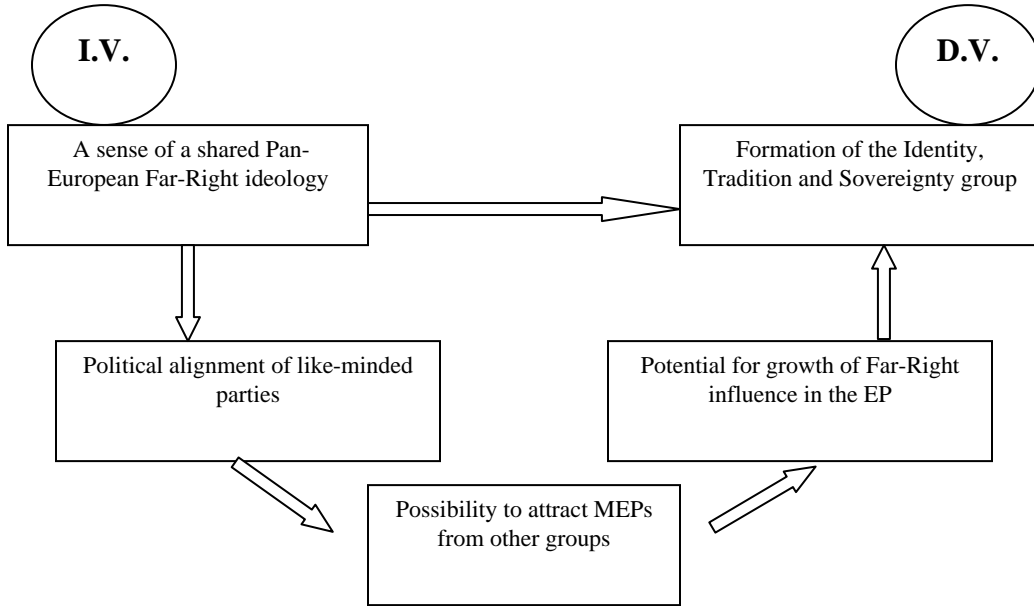 I.V.
D.V.
A sense of a shared Pan-
European Far-Right ideology
Formation of the Identity,
Tradition and Sovereignty group
Political alignment of like-minded
parties
Potential for growth of Far-Right
influence in the EP
Possibility to attract MEPs
from other groups